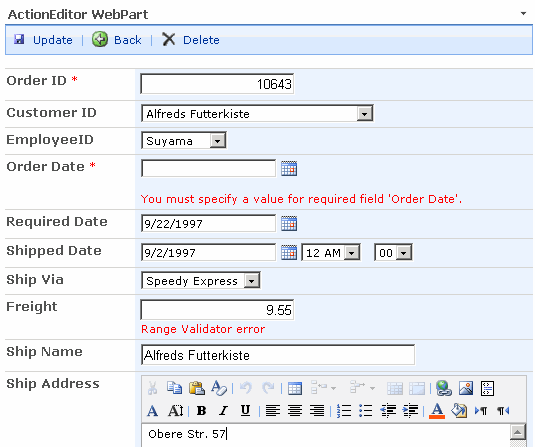 ActionEditor WebPart
Update Back Delete
Order ID * 10643
Customer ID Alfreds Futterkiste
EmployeeID Suyama
Order Date *
You must specify a value for required field 'Order Date'.
Required Date 9/22/1997
Shipped Date 9/2/1997 12 AM 00
Ship Via Speedy Express
Freight 9.55
Range Validator error
Ship Name Alfreds Futterkiste
Ship Address
A A B I U A
Obere Str. 57